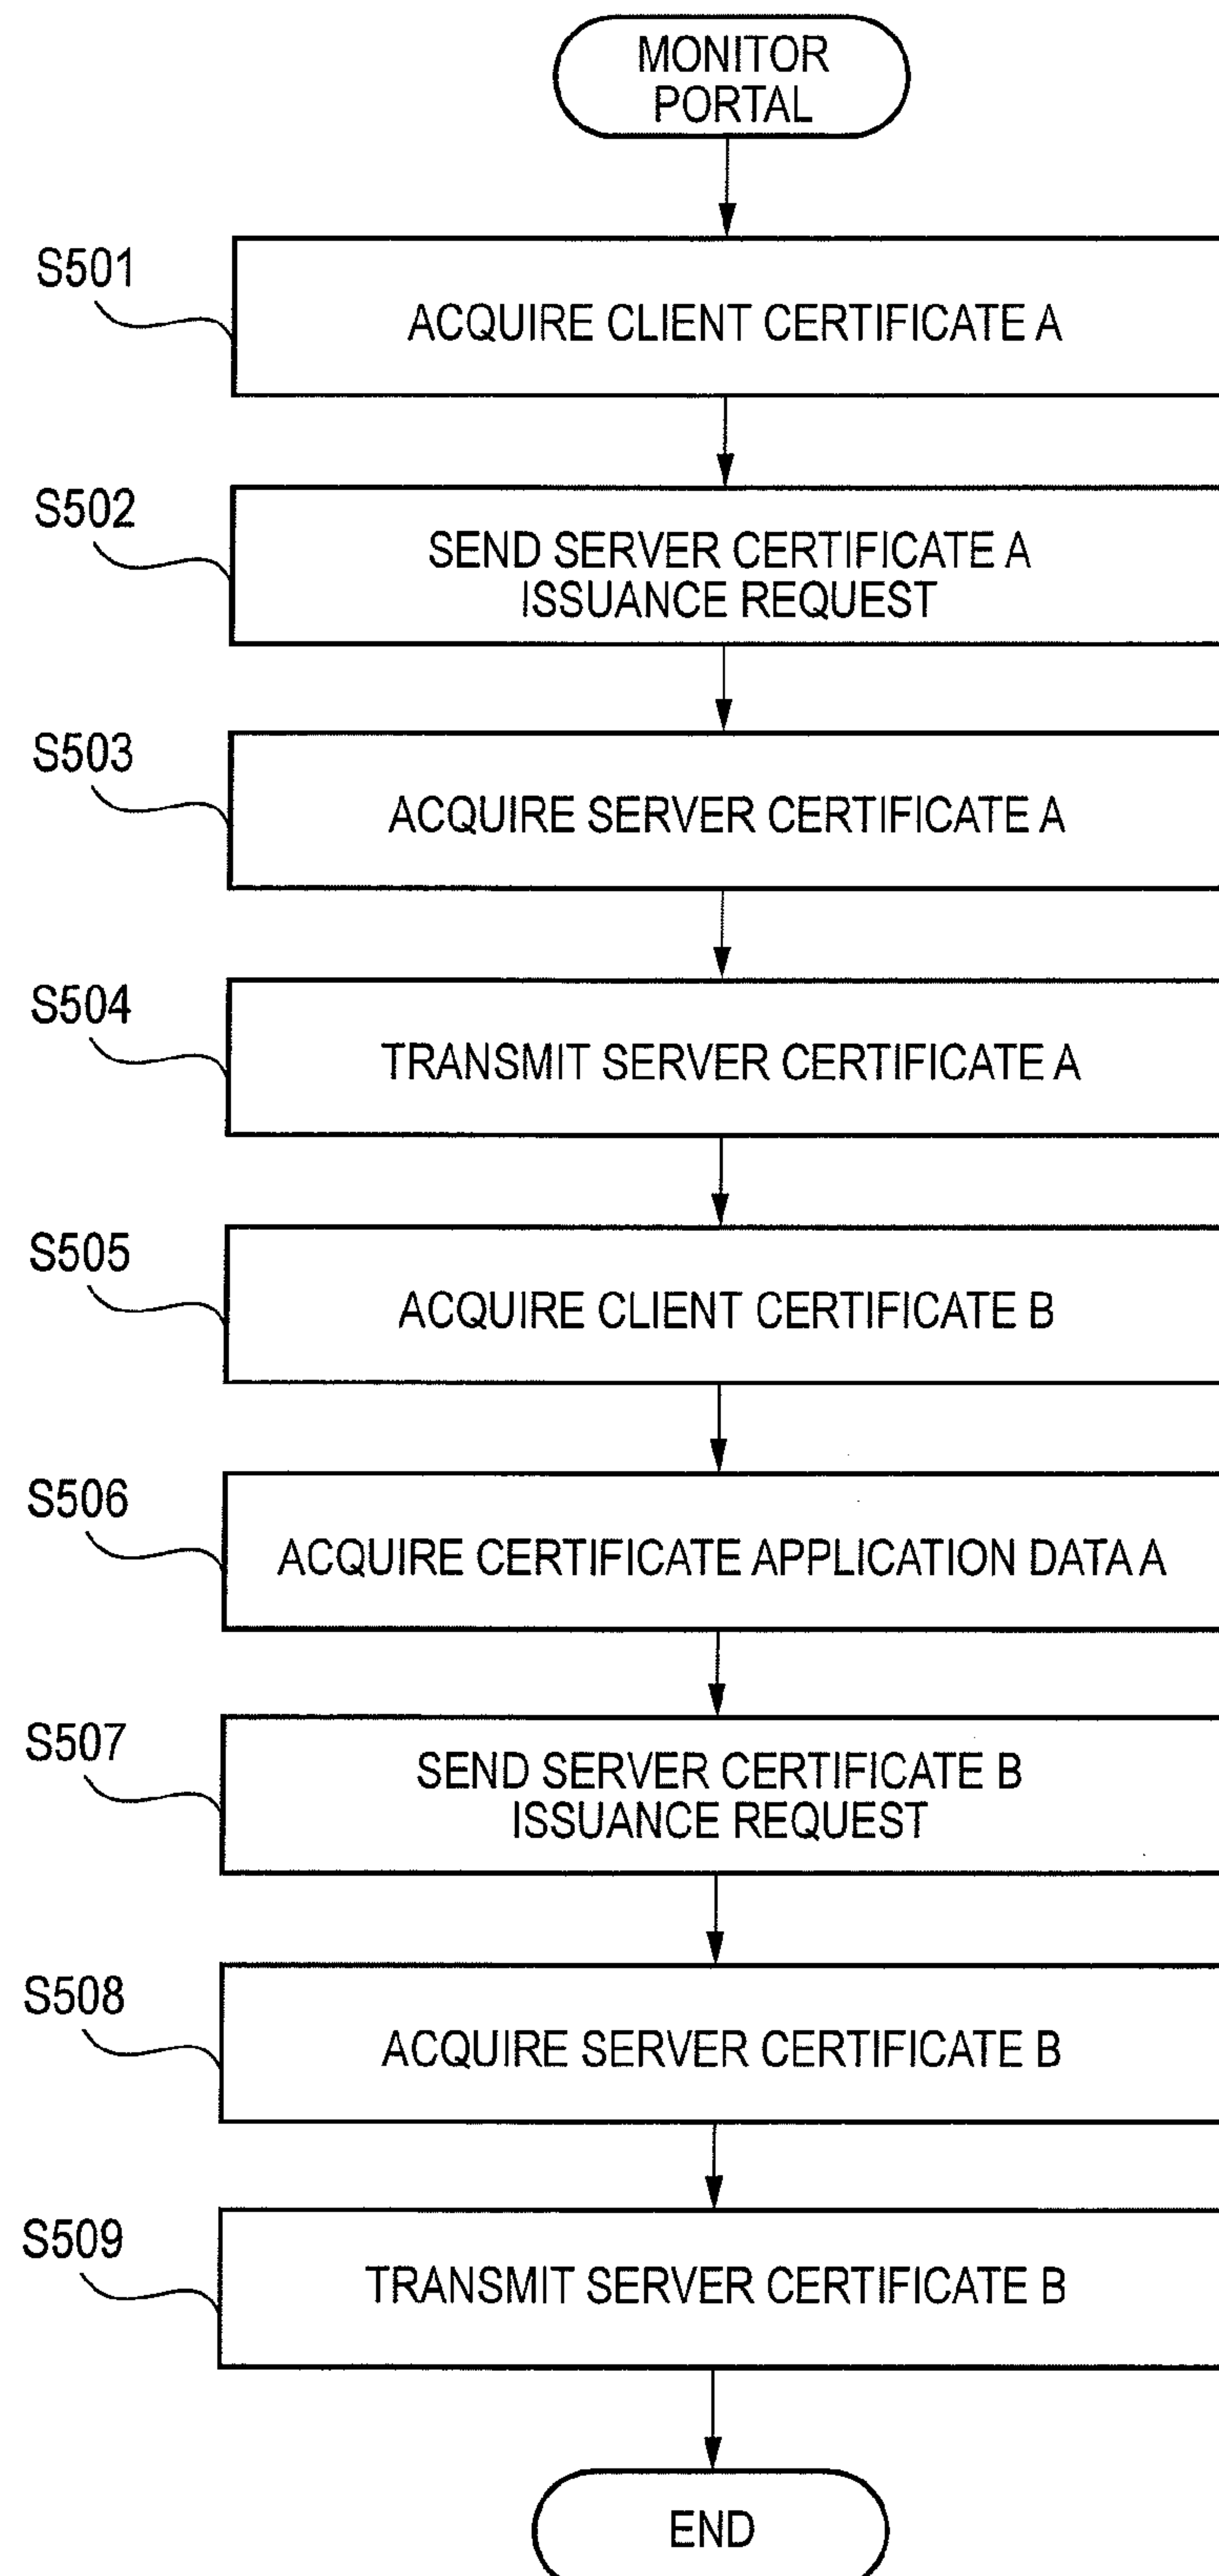 MONITOR
PORTAL
S501
ACQUIRE CLIENT CERTIFICATE A
S502
SEND SERVER CERTIFICATE A
ISSUANCE REQUEST
S503
ACQUIRE SERVER CERTIFICATE A
S504
TRANSMIT SERVER CERTIFICATE A
S505
ACQUIRE CLIENT CERTIFICATE B
S506
ACQUIRE CERTIFICATE APPLICATION DATA A
S507
SEND SERVER CERTIFICATE B
ISSUANCE REQUEST
S508
ACQUIRE SERVER CERTIFICATE B
S509
TRANSMIT SERVER CERTIFICATE B
END